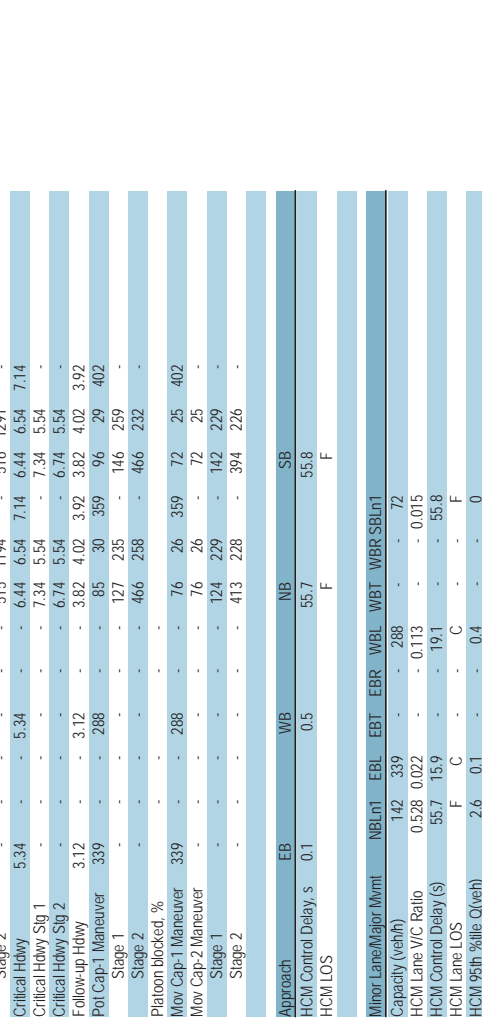 Stage 2 - - - - - - 515 1194 - 516 1291 -
Critical Hdwy 5.34 - - 5.34 - - 6.44 6.54 7.14 6.44 6.54 7.14
Critical Hdwy Stg 1 - - - - - - 7.34 5.54 - 7.34 5.54 -
Critical Hdwy Stg 2 - - - - - - 6.74 5.54 - 6.74 5.54 -
Follow-up Hdwy 3.12 - - 3.12 - - 3.82 4.02 3.92 3.82 4.02 3.92
Pot Cap-1 Maneuver 339 - - 288 - - 85 30 359 96 29 402
Stage 1 - - - - - - 127 235 - 146 259 -
Stage 2 - - - - - - 466 258 - 466 232 -
Platoon blocked, % - - - -
Mov Cap-1 Maneuver 339 - - 288 - - 76 26 359 72 25 402
Mov Cap-2 Maneuver - - - - - - 76 26 - 72 25 -
Stage 1 - - - - - - 124 229 - 142 229 -
Stage 2 - - - - - - 413 228 - 394 226 -
Approach EB WB NB SB
HCM Control Delay, s 0.1 0.5 55.7 55.8
HCM LOS F F
Minor Lane/Major Mvmt NBLn1 EBL EBT EBR WBL WBT WBR SBLn1
Capacity (veh/h) 142 339 - - 288 - - 72
HCM Lane V/C Ratio 0.528 0.022 - - 0.113 - - 0.015
HCM Control Delay (s) 55.7 15.9 - - 19.1 - - 55.8
HCM Lane LOS F C - - C - - F
HCM 95th %tile Q(veh) 2.6 0.1 - - 0.4 - - 0